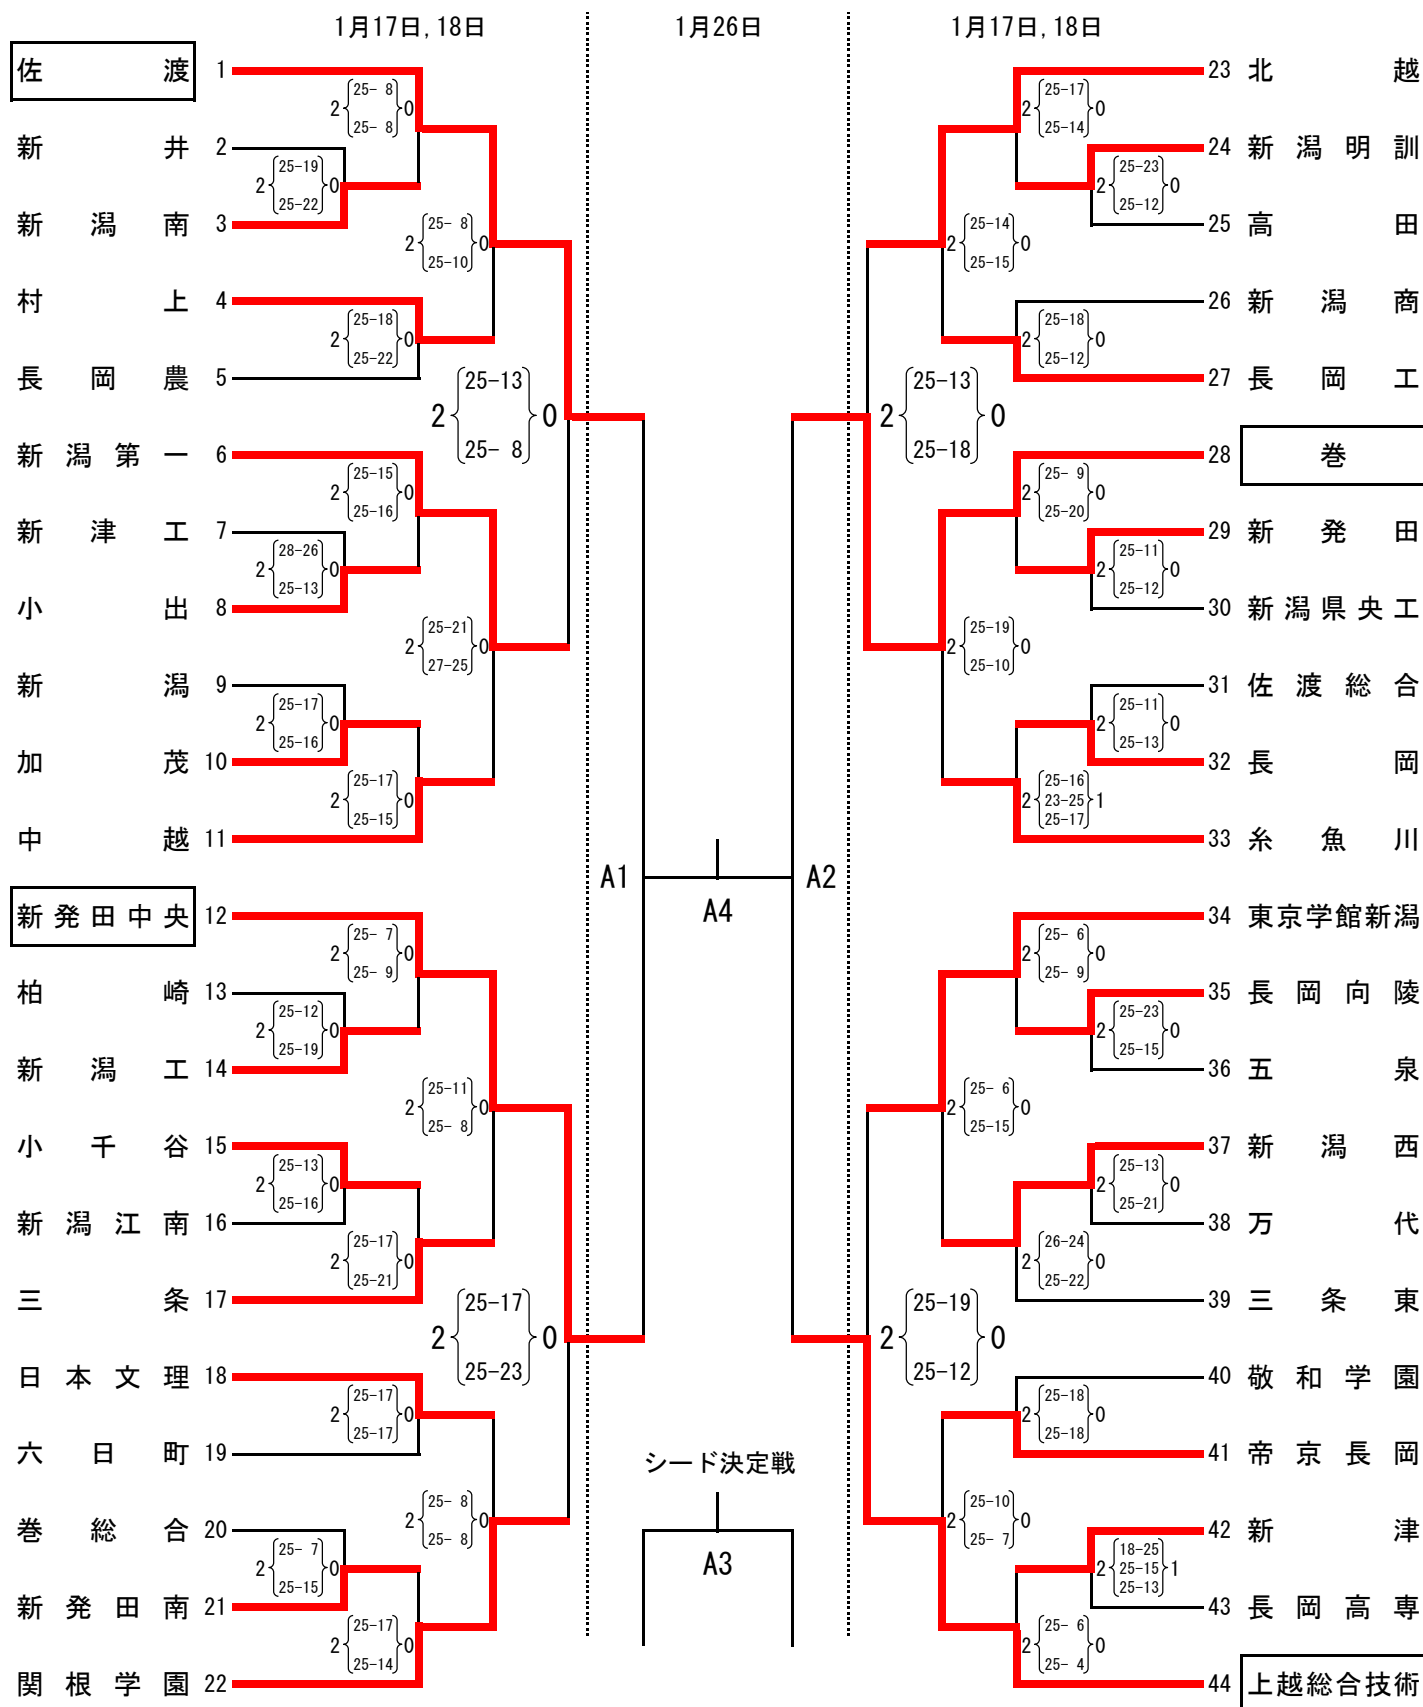 1月17日,18日
1月26日
1月17日,18日
佐渡 1
新井 2
新潟南 3
村上 4
長岡農 5
新潟第一 6
新津工 7
小出 8
新潟 9
加茂 10
中越 11
新発田中央 12
柏崎 13
新潟工 14
小千谷 15
新潟江南 16
三条 17
日本文理 18
六日町 19
巻総合 20
新発田南 21
関根学園 22
2 25- 8 0
25- 8
2 25-19 0
25-22
2 25- 8 0
25-10
2 25-18 0
25-22
2 25-13 0
25- 8
2 25-15 0
25-16
2 28-26 0
25-13
2 25-21 0
27-25
2 25-17 0
25-16
2 25-17 0
25-15
2 25- 7 0
25- 9
2 25-12 0
25-19
2 25-11 0
25- 8
2 25-13 0
25-16
2 25-17 0
25-21
2 25-17 0
25-23
2 25-17 0
25-17
2 25- 8 0
25- 8
2 25- 7 0
25-15
2 25-17 0
25-14
A1
A4
A2
シード決定戦
A3
2 25-17 0
25-14
2 25-23 0
25-12
2 25-14 0
25-15
2 25-18 0
25-12
2 25-13 0
25-18
2 25- 9 0
25-20
2 25-11 0
25-12
2 25-19 0
25-10
2 25-11 0
25-13
2 25-16 1
23-25
25-17
2 25- 6 0
25- 9
2 25-23 0
25-15
2 25- 6 0
25-15
2 25-13 0
25-21
2 26-24 0
25-22
2 25-19 0
25-12
2 25-18 0
25-18
2 25-10 0
25- 7
2 18-25 1
25-15
25-13
2 25- 6 0
25- 4
23 北越
24 新潟明訓
25 高田
26 新潟商
27 長岡工
28 巻
29 新発田
30 新潟県央工
31 佐渡総合
32 長岡
33 糸魚川
34 東京学館新潟
35 長岡向陵
36 五泉
37 新潟西
38 万代
39 三条東
40 敬和学園
41 帝京長岡
42 新津
43 長岡高専
44 上越総合技術